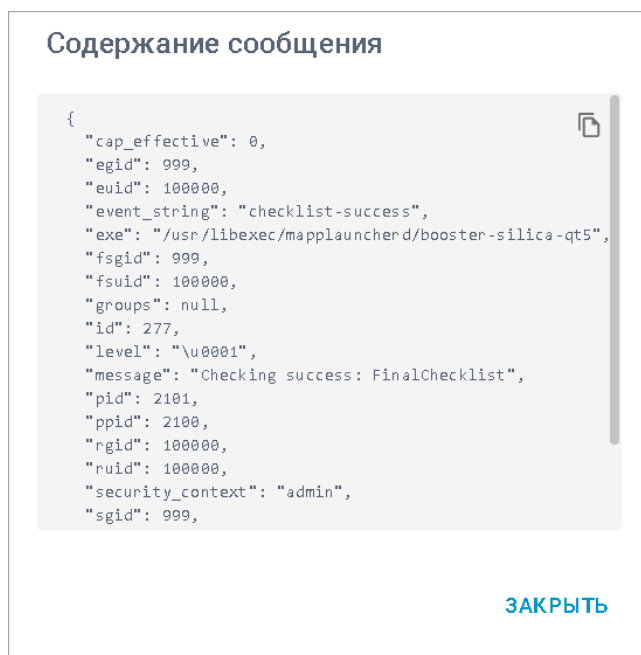 Содержание сообщения
{
"cap_effective": 0,
"egid": 999,
"euid": 100000,
"event_string": "checklist-success",
"exe": "/usr/libexec/mapplauncherd/booster-silica-qt5",
"fsgid": 999,
"fsuid": 100000,
"groups": null,
"id": 277,
"level": "\u0001",
"message": "Checking success: FinalChecklist",
"pid": 2101,
"ppid": 2100,
"rgid": 100000,
"ruid": 100000,
"security_context": "admin",
"sgid": 999,
ЗАКРЫТЬ